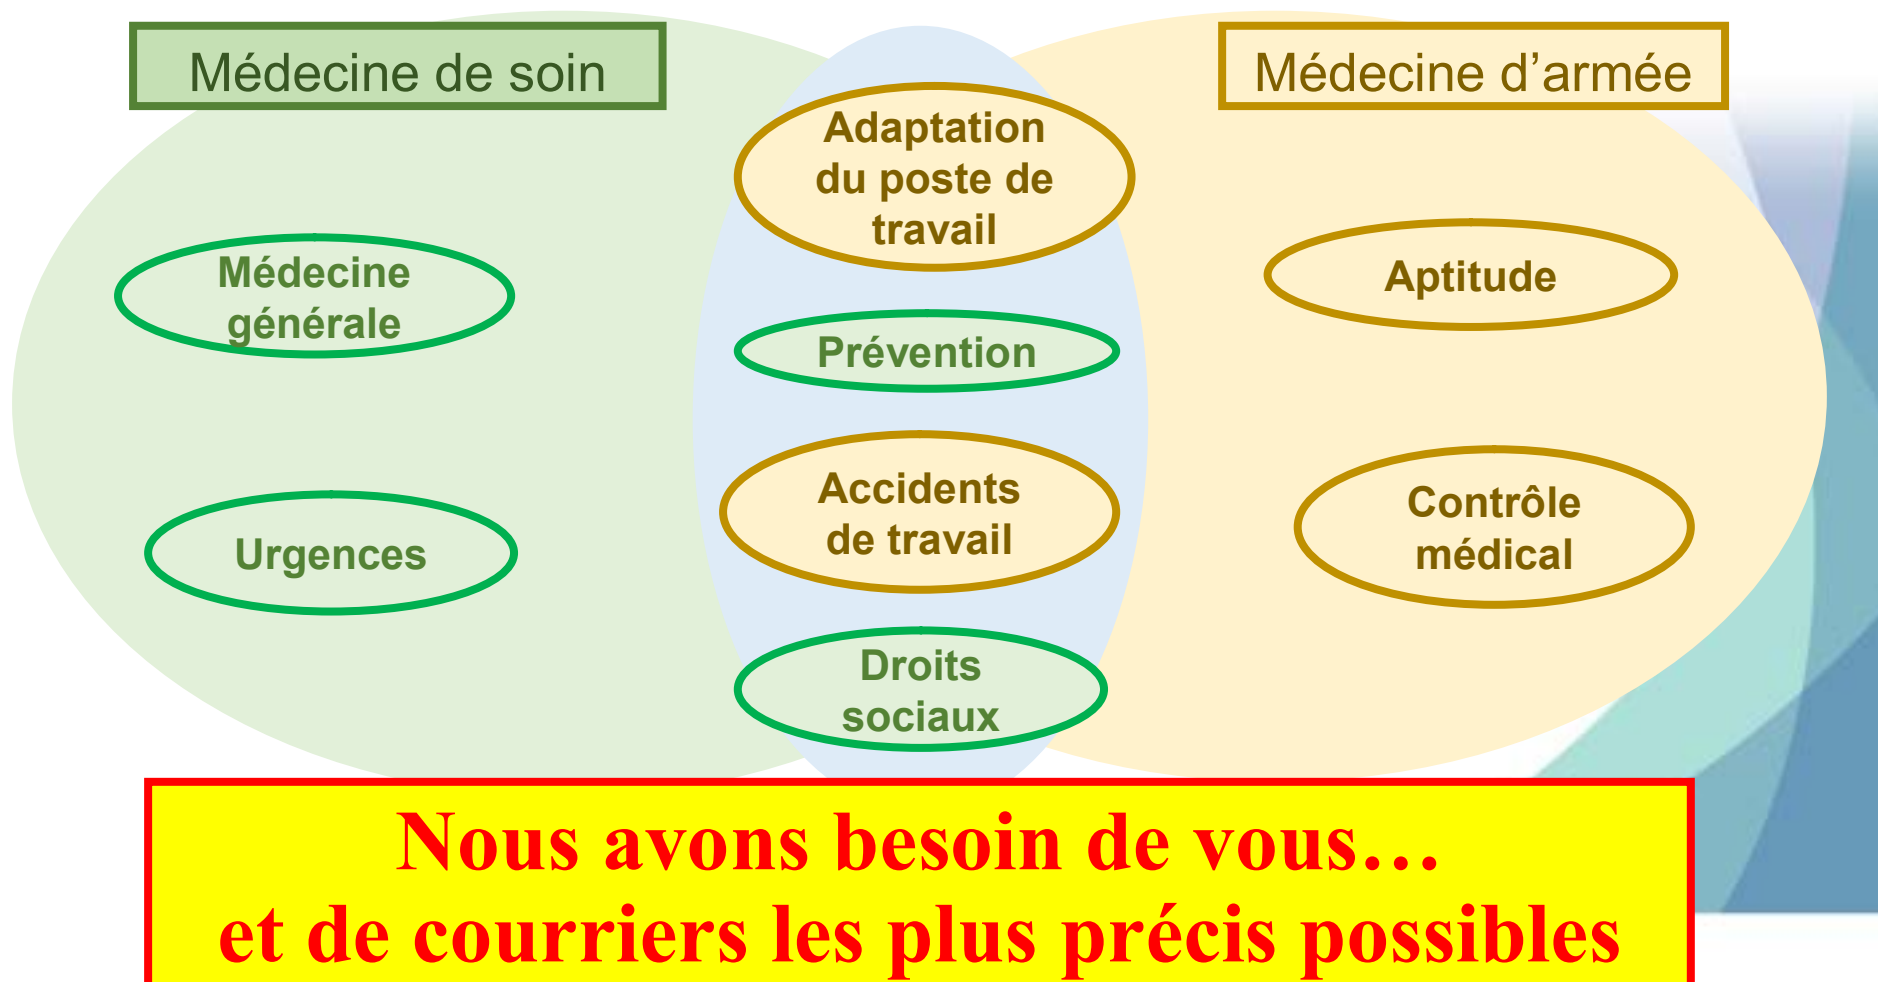 Médecine de soin
Médecine d’armée
Adaptation
du poste de
travail
Médecine
générale
Aptitude
Prévention
Accidents
de travail
Urgences
Contrôle
médical
Droits
sociaux
Nous avons besoin de vous…
et de courriers les plus précis possibles